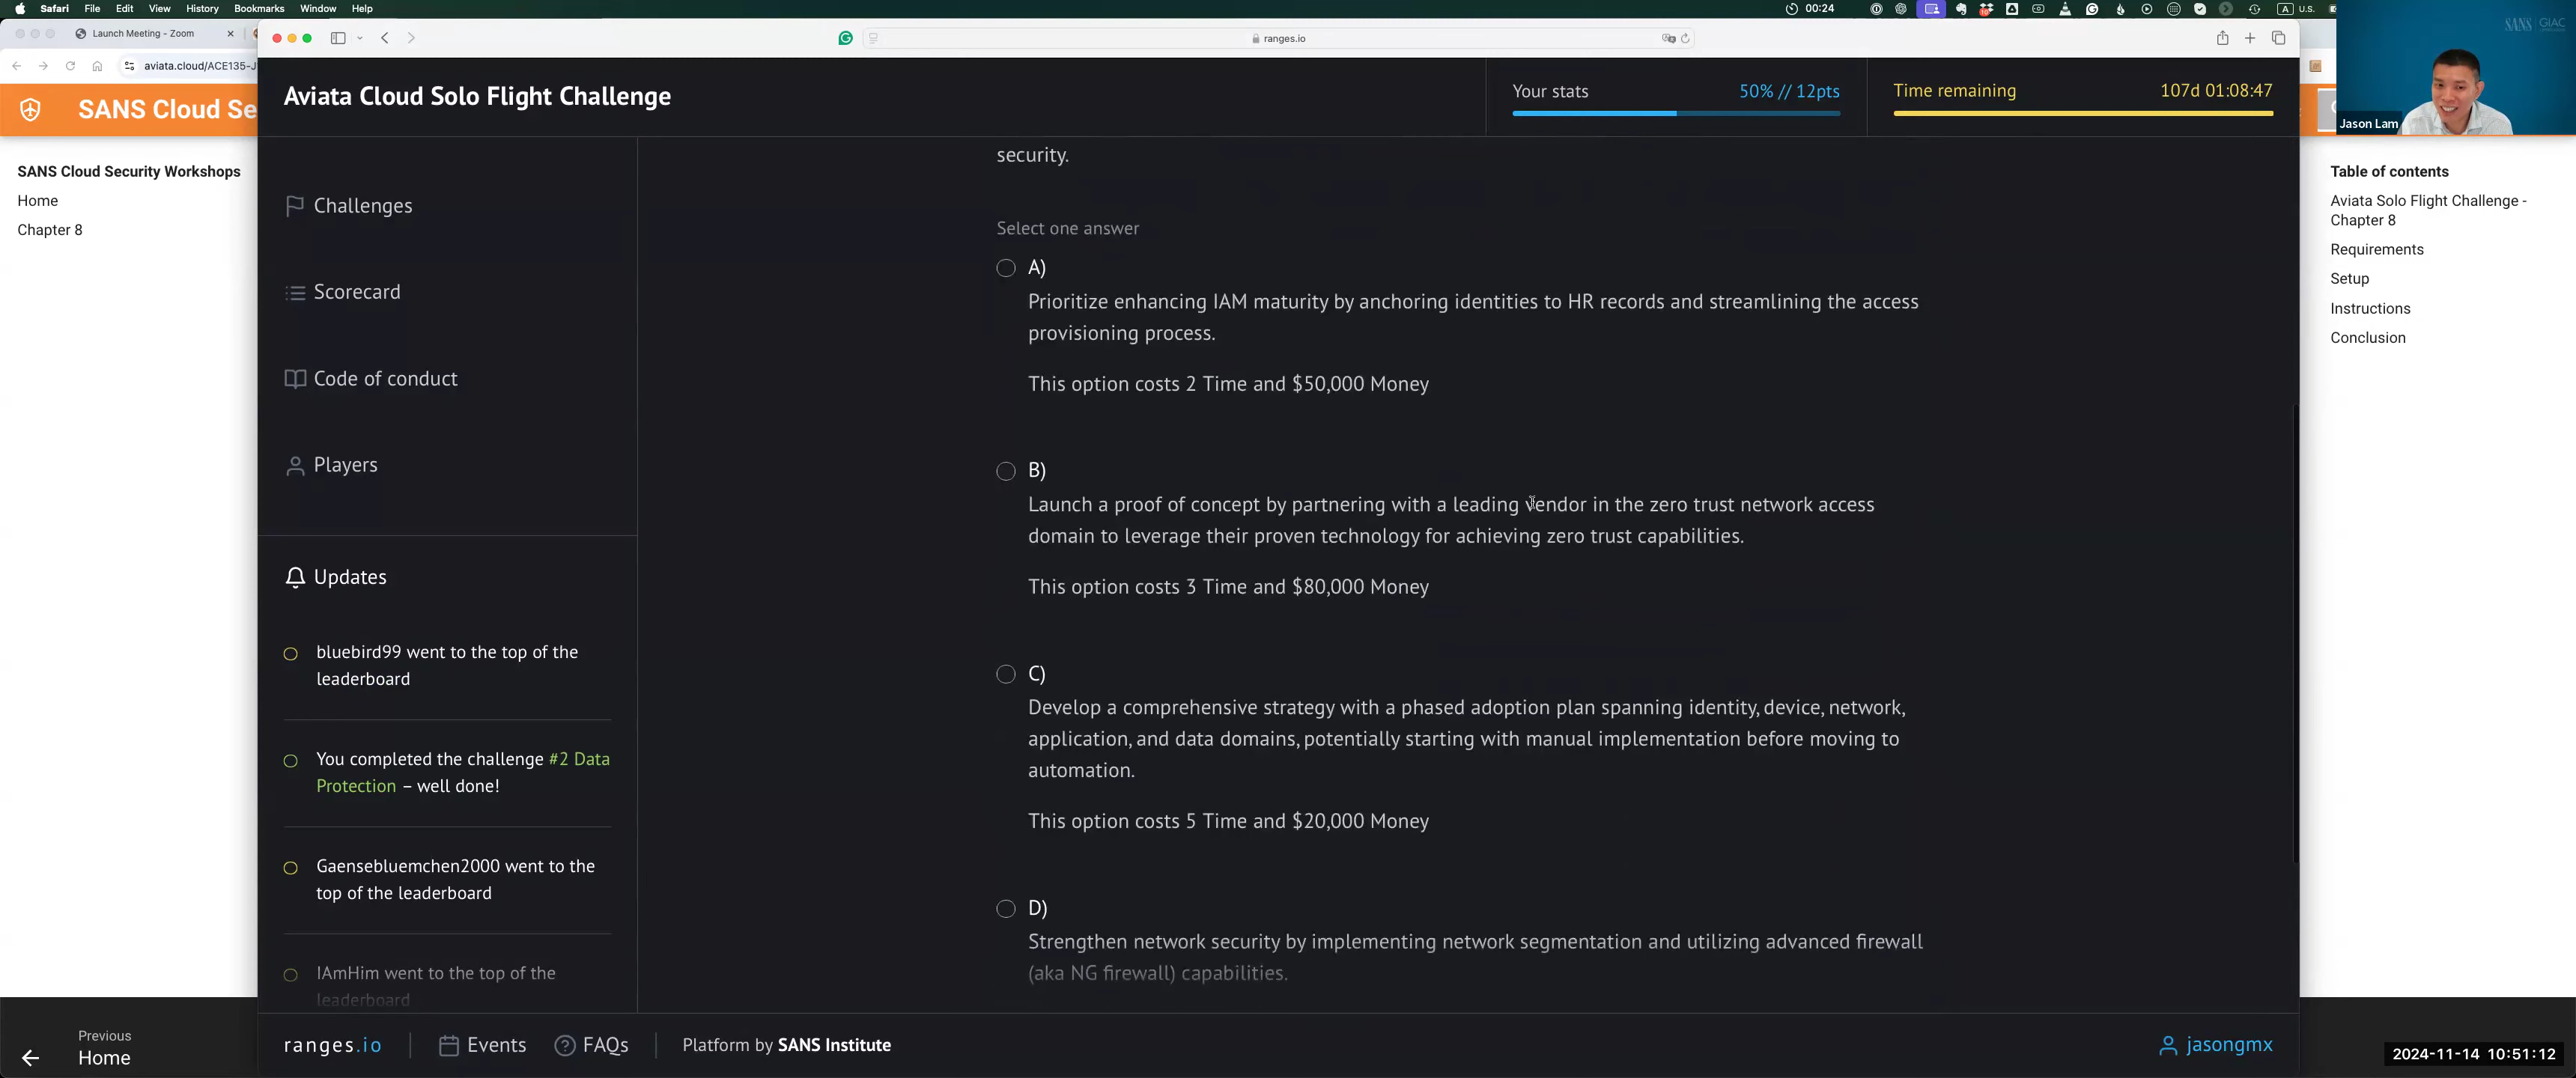 Safari File Edit View History Bookmarks Window Help
00:24
U.S.
Launch Meeting - Zoom
aviata.cloud/ACE135-J
ranges.io
SANS Cloud Se
SANS GIAC
Jason Lam
Aviata Cloud Solo Flight Challenge
Your stats 50% // 12pts
Time remaining 107d 01:08:47
SANS Cloud Security Workshops
Home
Chapter 8
Challenges
Scorecard
Code of conduct
Players
Updates
bluebird99 went to the top of the
leaderboard
You completed the challenge #2 Data
Protection – well done!
Gaensebluemchen2000 went to the
top of the leaderboard
IAmHim went to the top of the
leaderboard
security.
Select one answer
A)
Prioritize enhancing IAM maturity by anchoring identities to HR records and streamlining the access
provisioning process.
This option costs 2 Time and $50,000 Money
B)
Launch a proof of concept by partnering with a leading vendor in the zero trust network access
domain to leverage their proven technology for achieving zero trust capabilities.
This option costs 3 Time and $80,000 Money
C)
Develop a comprehensive strategy with a phased adoption plan spanning identity, device, network,
application, and data domains, potentially starting with manual implementation before moving to
automation.
This option costs 5 Time and $20,000 Money
D)
Strengthen network security by implementing network segmentation and utilizing advanced firewall
(aka NG firewall) capabilities.
Table of contents
Aviata Solo Flight Challenge -
Chapter 8
Requirements
Setup
Instructions
Conclusion
Previous
Home
ranges.io
Events
FAQs
Platform by SANS Institute
jasongmx
2024-11-14 10:51:12